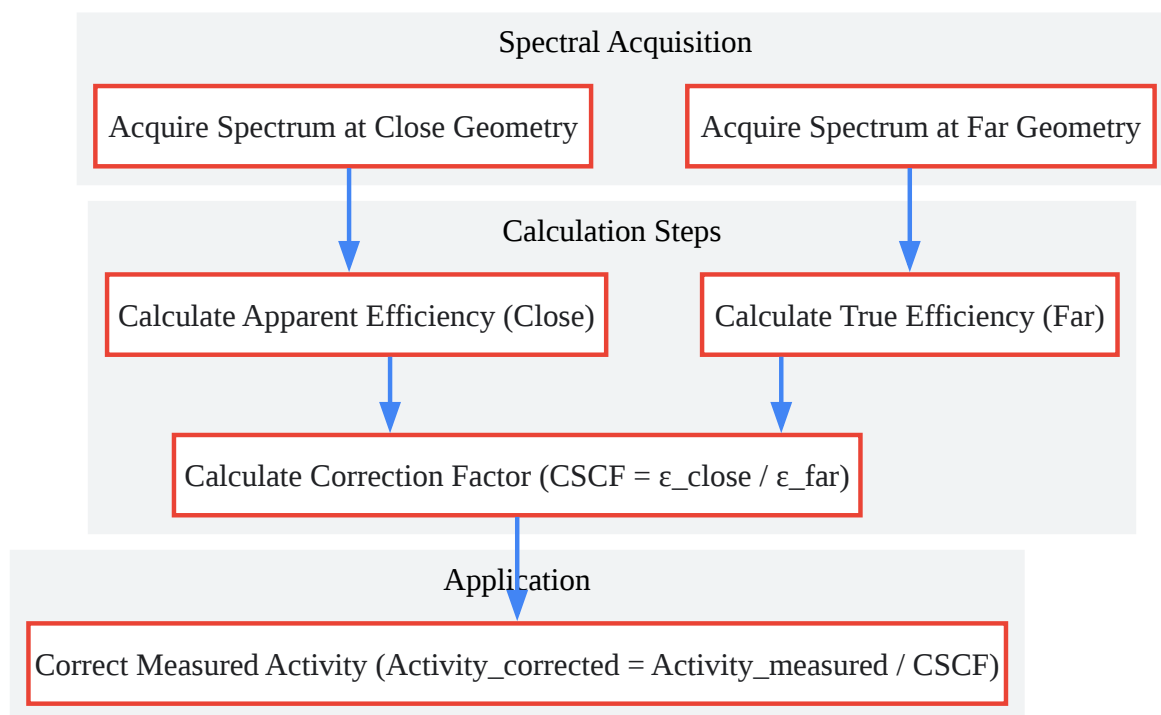 Spectral Acquisition
Acquire Spectrum at Close Geometry
Acquire Spectrum at Far Geometry
Calculation Steps
Calculate Apparent Efficiency (Close)
Calculate True Efficiency (Far)
Calculate Correction Factor (CSCF = ε_close / ε_far)
Application
Correct Measured Activity (Activity_corrected = Activity_measured / CSCF)